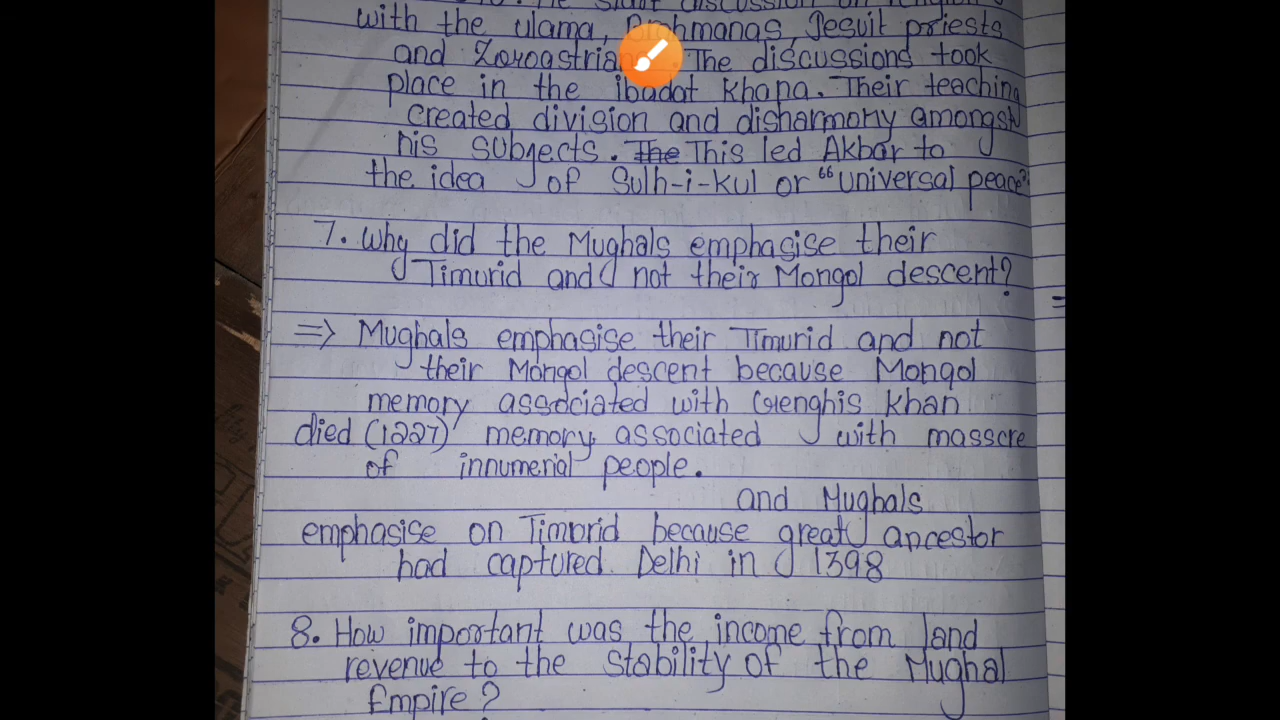 discussion on
with the ulama, Brahmanas, Jesuit priests
and The discussions took
place in the ibadat khana. Their teaching
created division and disharmony amongst
his subjects. The This led Akbar to
the idea of Sulh-i-kul or "universal peace"
7. Why did the Mughals emphasise their
Timurid and not their Mongol descent?
=> Mughals emphasise their Timurid and not
their Mongol descent because Mongol
memory associated with Genghis khan
died (1227) memory associated with masscre
of innumerial people.
and Mughals
emphasise on Timorid because great ancestor
had captured Delhi in 1398
8. How important was the income from land
revenue to the stability of the Mughal
Empire?